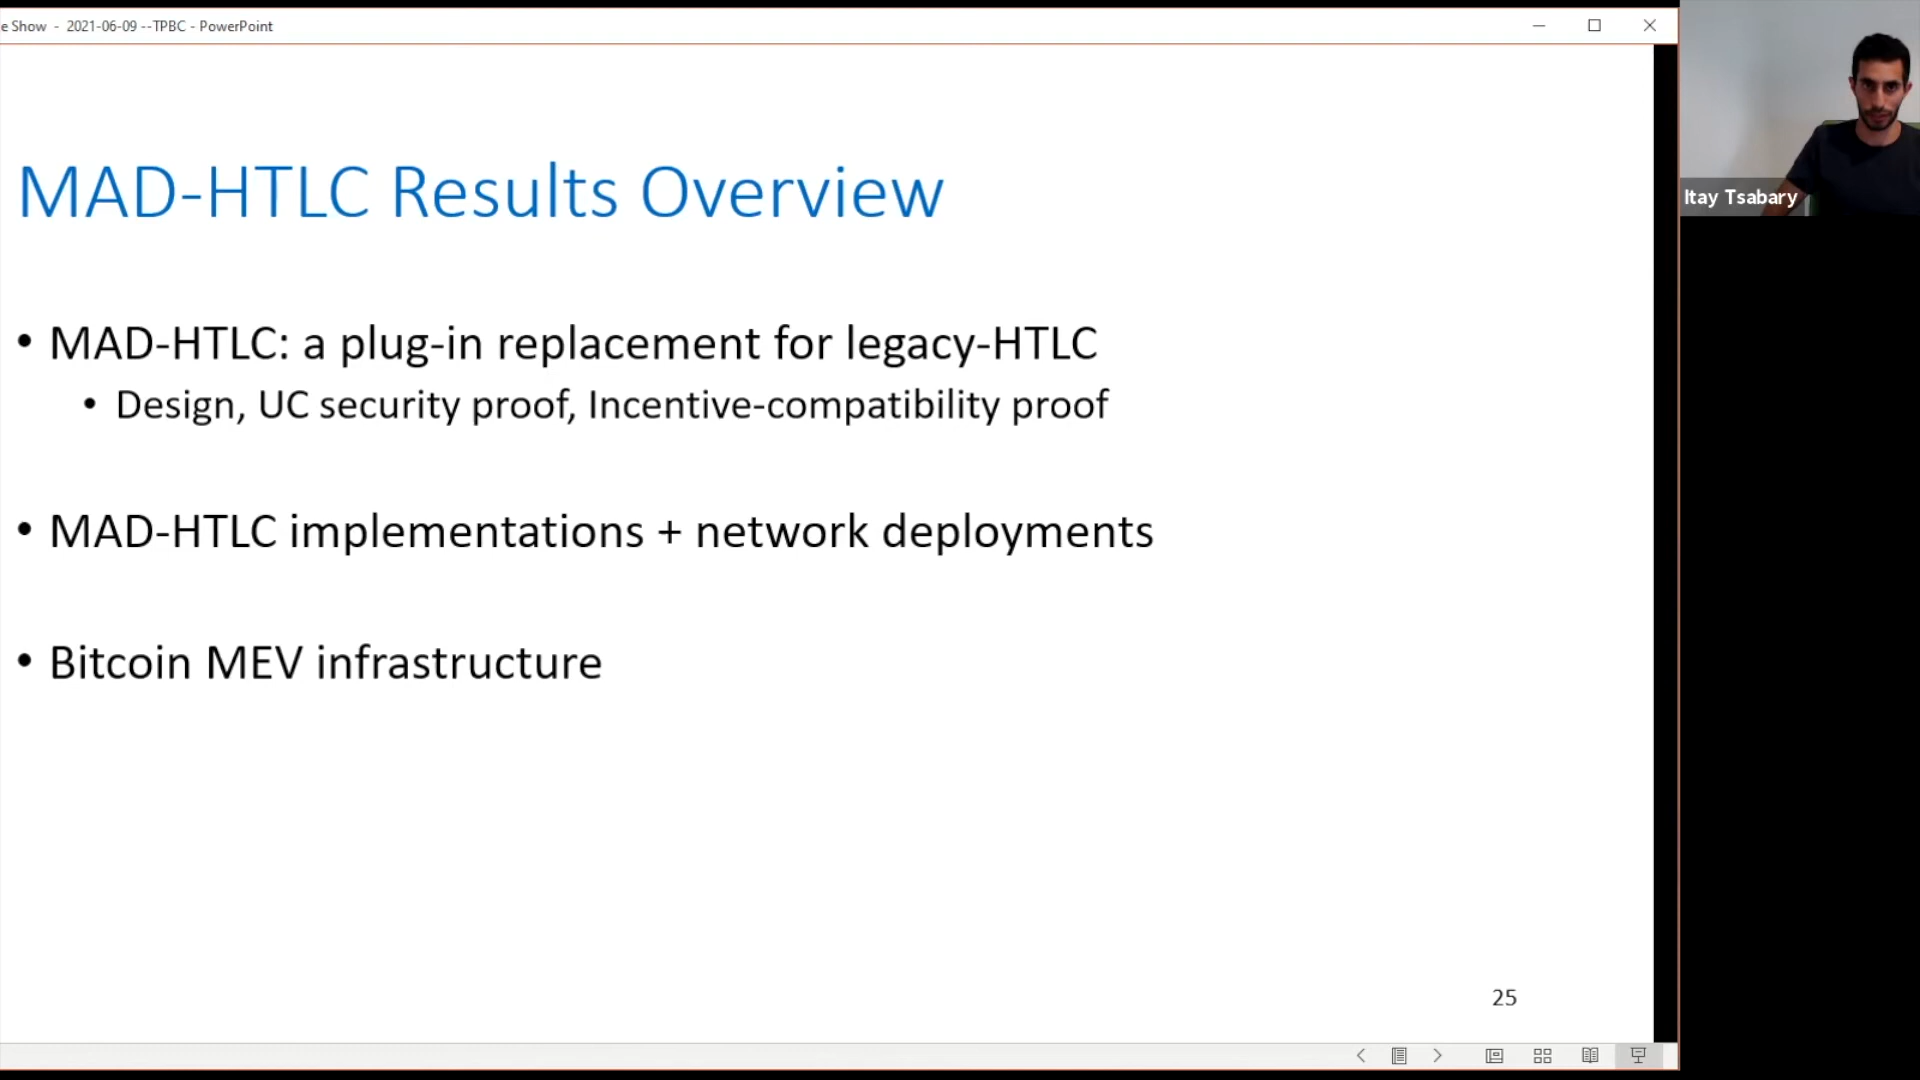 e Show - 2021-06-09 --TPBC - PowerPoint
MAD-HTLC Results Overview
• MAD-HTLC: a plug-in replacement for legacy-HTLC
• Design, UC security proof, Incentive-compatibility proof
• MAD-HTLC implementations + network deployments
• Bitcoin MEV infrastructure
25
Itay Tsabary